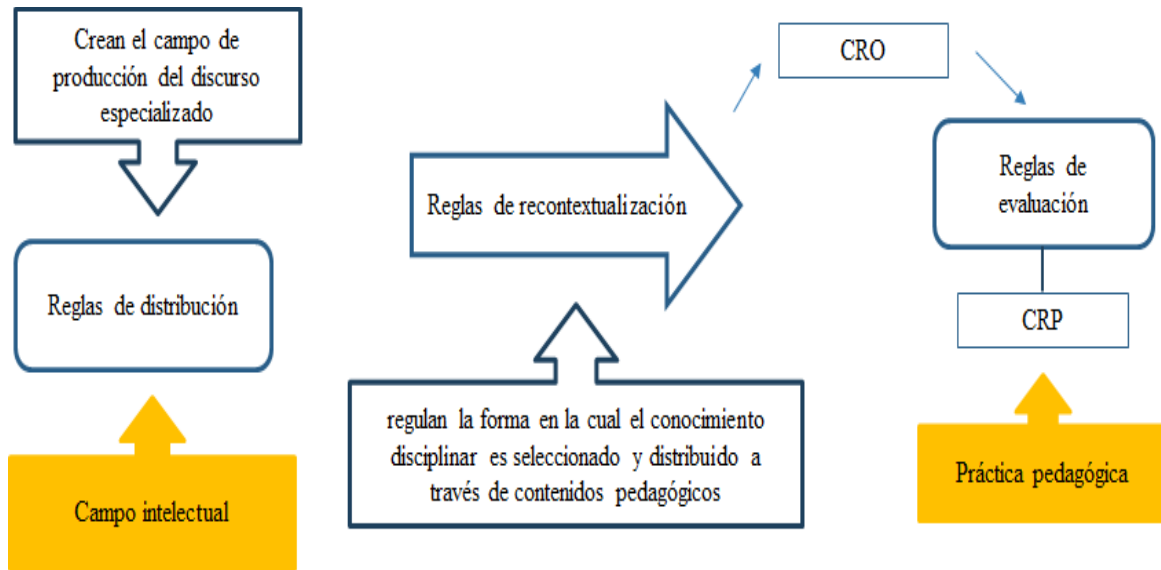 Crean el campo de
producción del discurso
especializado
Reglas de distribución
Campo intelectual
Reglas de recontextualización
regulan la forma en la cual el conocimiento
disciplinar es seleccionado y distribuido a
través de contenidos pedagógicos
CRO
Reglas de
evaluación
CRP
Práctica pedagógica